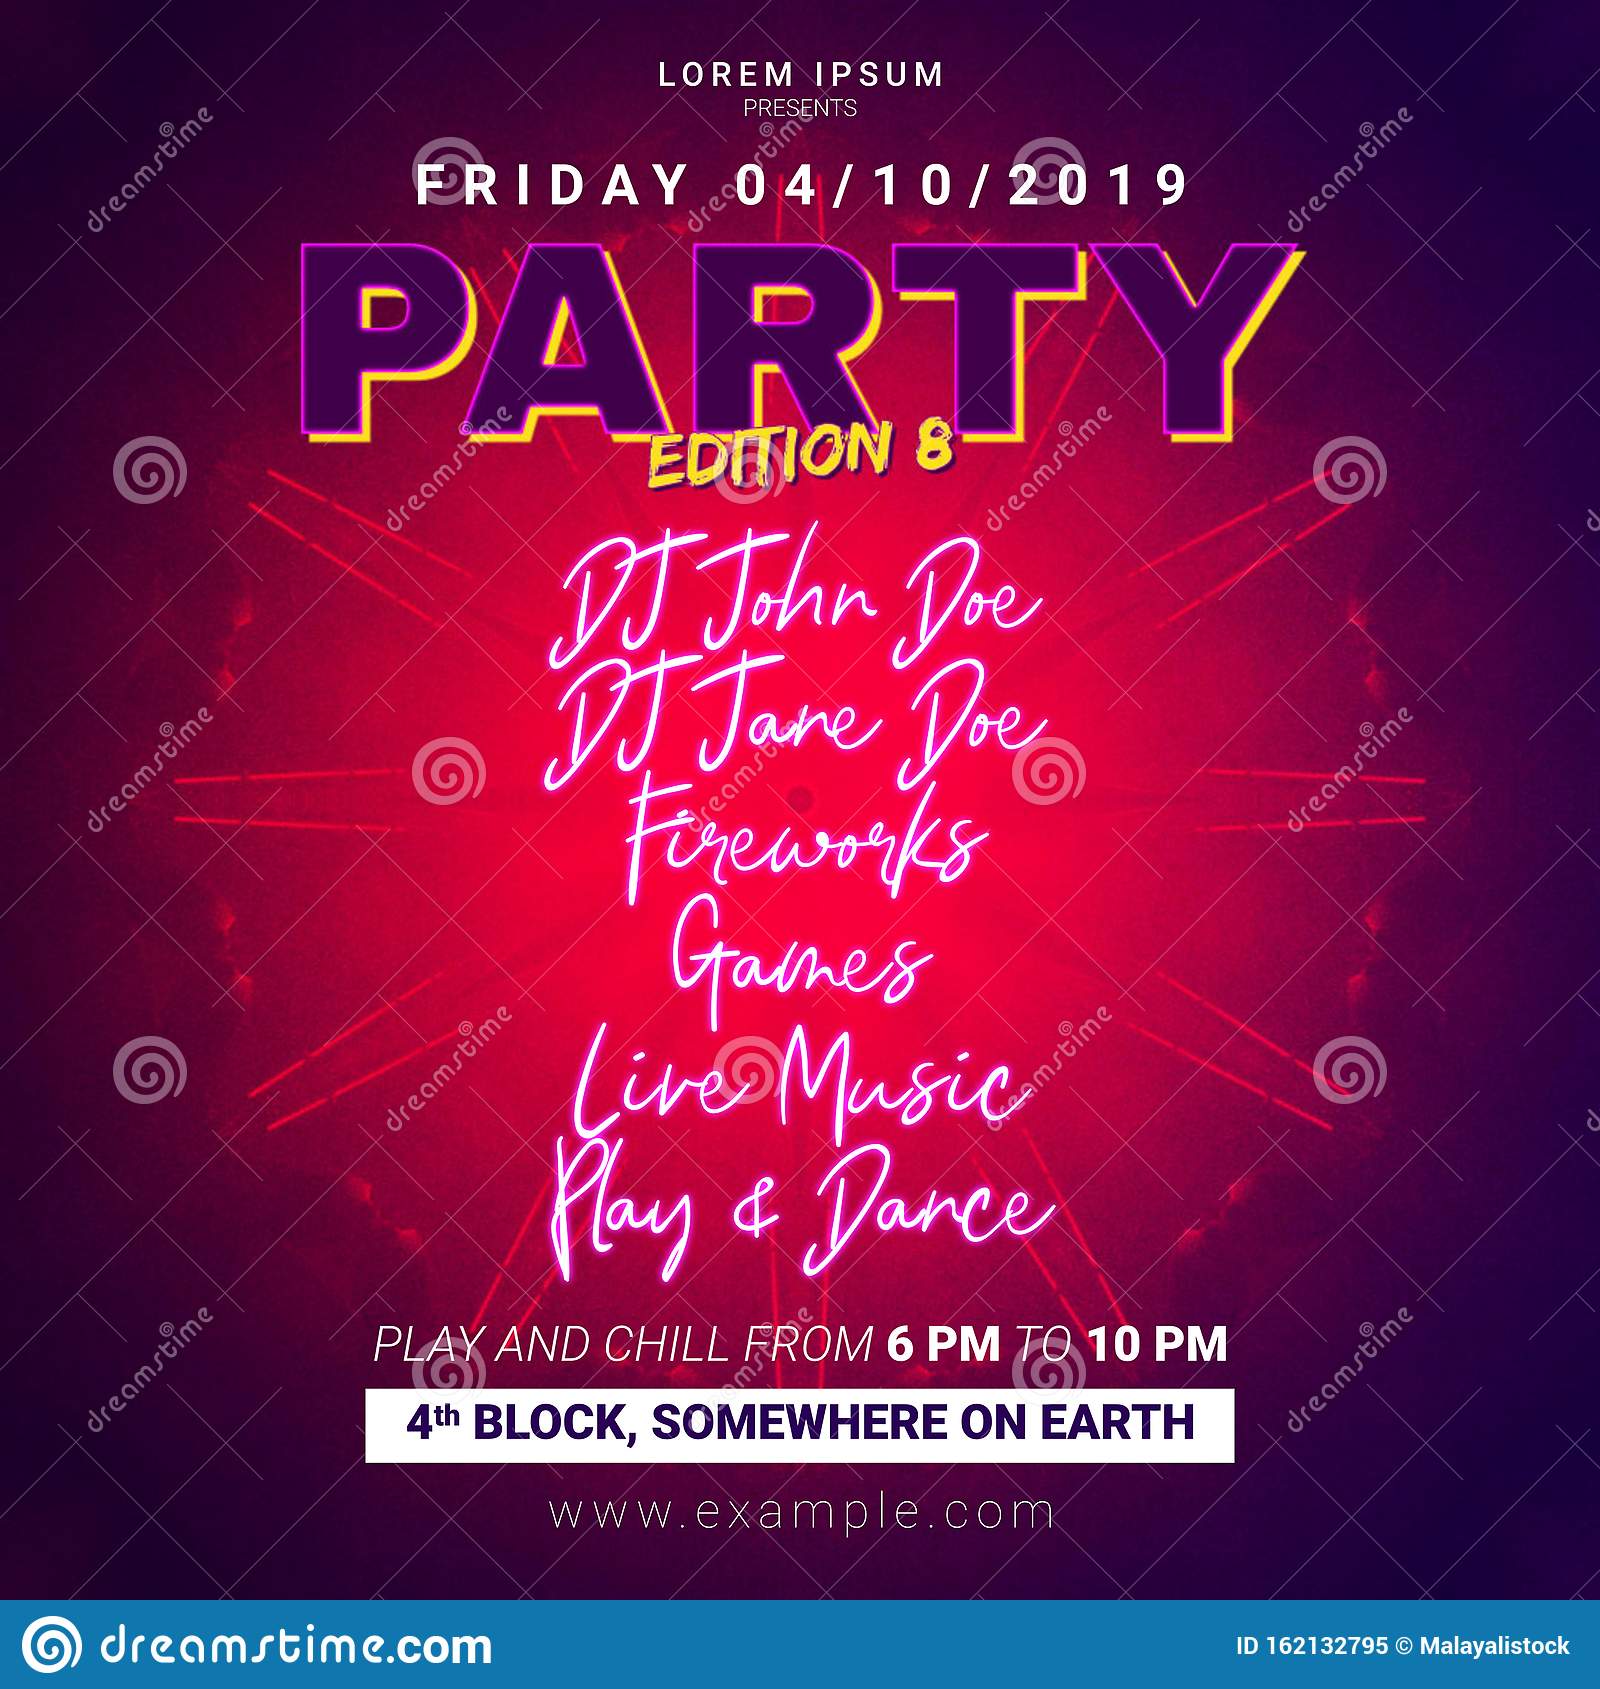 LOREM IPSUM
PRESENTS
FRIDAY 04/10/2019
PARTY
EDITION 8
DJ John Doe
DJ Jane Doe
Fireworks
Games
Live Music
Play & Dance
PLAY AND CHILL FROM 6 PM TO 10 PM
4th BLOCK, SOMEWHERE ON EARTH
www.example.com
dreamstime.com
ID 162132795 © Malayalistock